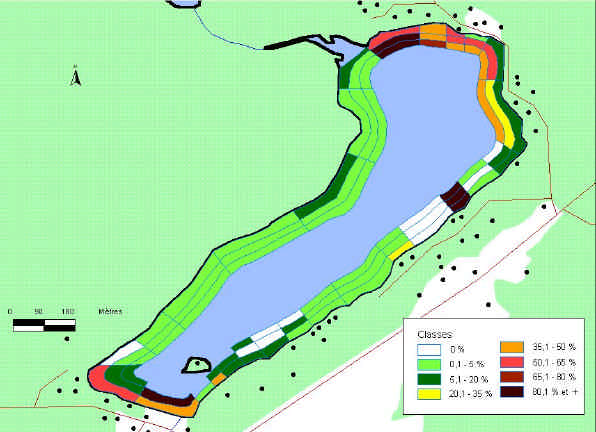 N
0 90 180 Mètres
Classes
0 %
0,1 - 5 %
5,1 - 20 %
20,1 - 35 %
35,1 - 50 %
50,1 - 65 %
65,1 - 80 %
80,1 % et +